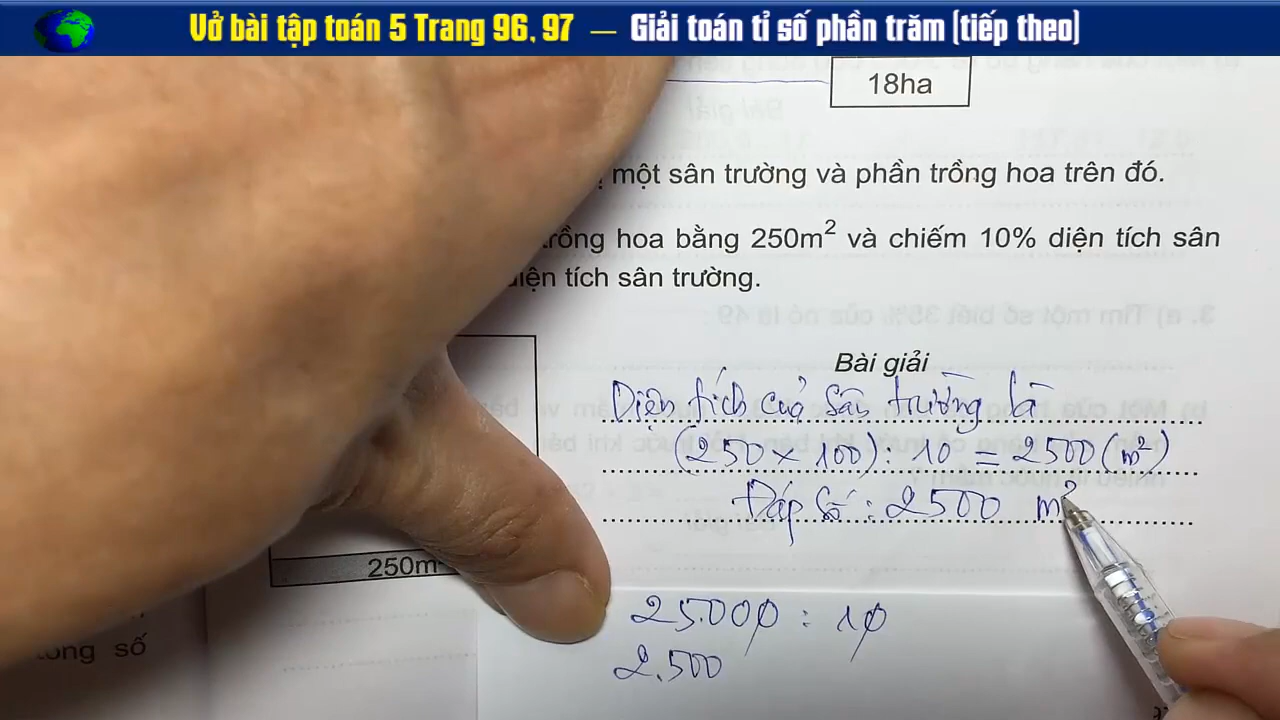 Vở bài tập toán 5 Trang 96, 97 — Giải toán tỉ số phần trăm (tiếp theo)
18ha
một sân trường và phần trồng hoa trên đó.
trồng hoa bằng 250m² và chiếm 10% diện tích sân
diện tích sân trường.
Bài giải
Diện tích của sân trường là
(250 × 100) : 10 = 2500 (m²)
Đáp số : 2500 m²
250m²
25.000 : 10
2.500
tổng số